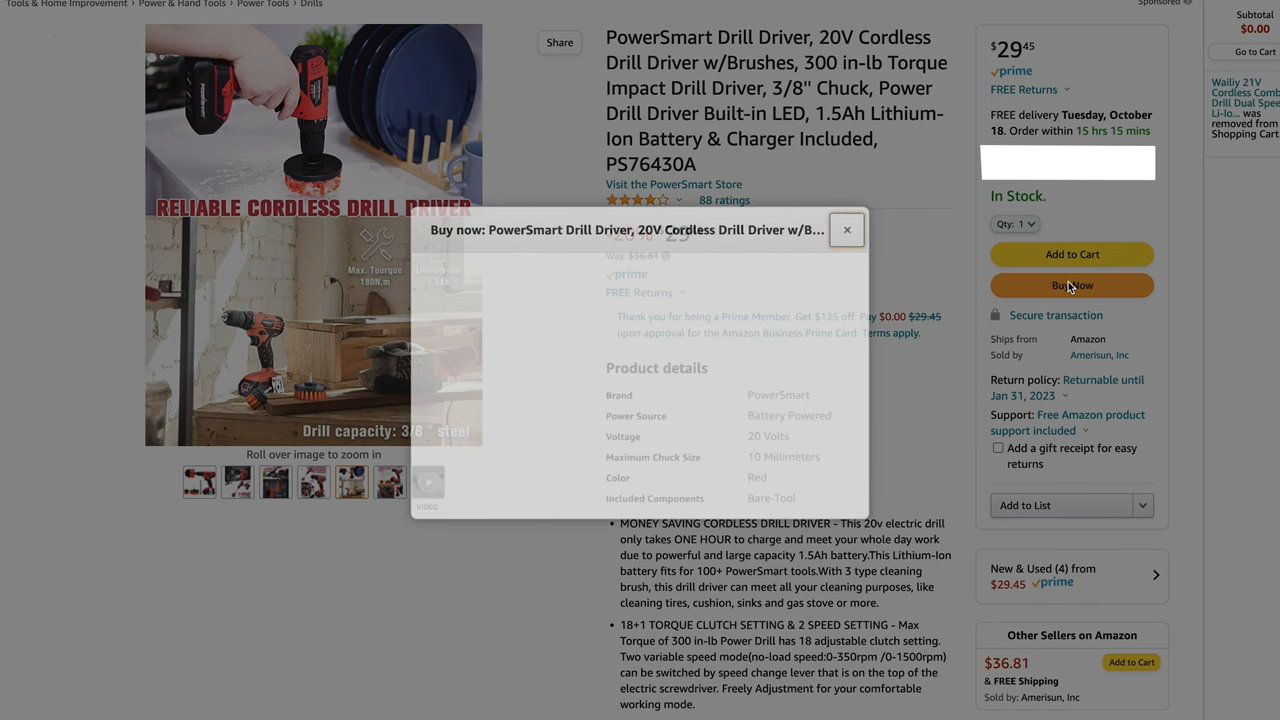 Tools & Home Improvement › Power & Hand Tools › Power Tools › Drills
Sponsored
Share
RELIABLE CORDLESS DRILL DRIVER
Max. Tourque
180N.m
Lithium-Ion
1.5Ah
Drill capacity: 3/8 " steel
Roll over image to zoom in
VIDEO
PowerSmart Drill Driver, 20V Cordless
Drill Driver w/Brushes, 300 in-lb Torque
Impact Drill Driver, 3/8" Chuck, Power
Drill Driver Built-in LED, 1.5Ah Lithium-
Ion Battery & Charger Included,
PS76430A
Visit the PowerSmart Store
88 ratings
Buy now: PowerSmart Drill Driver, 20V Cordless Drill Driver w/B...
×
-20% $29
Was: $36.81
prime
FREE Returns
Thank you for being a Prime Member. Get $125 off: Pay $0.00 $29.45
upon approval for the Amazon Business Prime Card. Terms apply.
Product details
Brand PowerSmart
Power Source Battery Powered
Voltage 20 Volts
Maximum Chuck Size 10 Millimeters
Color Red
Included Components Bare-Tool
• MONEY SAVING CORDLESS DRILL DRIVER - This 20v electric drill
only takes ONE HOUR to charge and meet your whole day work
due to powerful and large capacity 1.5Ah battery.This Lithium-Ion
battery fits for 100+ PowerSmart tools.With 3 type cleaning
brush, this drill driver can meet all your cleaning purposes, like
cleaning tires, cushion, sinks and gas stove or more.
• 18+1 TORQUE CLUTCH SETTING & 2 SPEED SETTING - Max
Torque of 300 in-lb Power Drill has 18 adjustable clutch setting.
Two variable speed mode(no-load speed:0-350rpm /0-1500rpm)
can be switched by speed change lever that is on the top of the
electric screwdriver. Freely Adjustment for your comfortable
working mode.
$29 45
prime
FREE Returns
FREE delivery Tuesday, October
18. Order within 15 hrs 15 mins
In Stock.
Qty: 1
Add to Cart
Buy Now
Secure transaction
Ships from Amazon
Sold by Amerisun, Inc
Return policy: Returnable until
Jan 31, 2023
Support: Free Amazon product
support included
Add a gift receipt for easy
returns
Add to List
New & Used (4) from
$29.45 prime
Other Sellers on Amazon
$36.81 Add to Cart
& FREE Shipping
Sold by: Amerisun, Inc
Subtotal
$0.00
Go to Cart
Wailiy 21V
Cordless Comb
Drill Dual Spee
Li-Io... was
removed from
Shopping Cart.